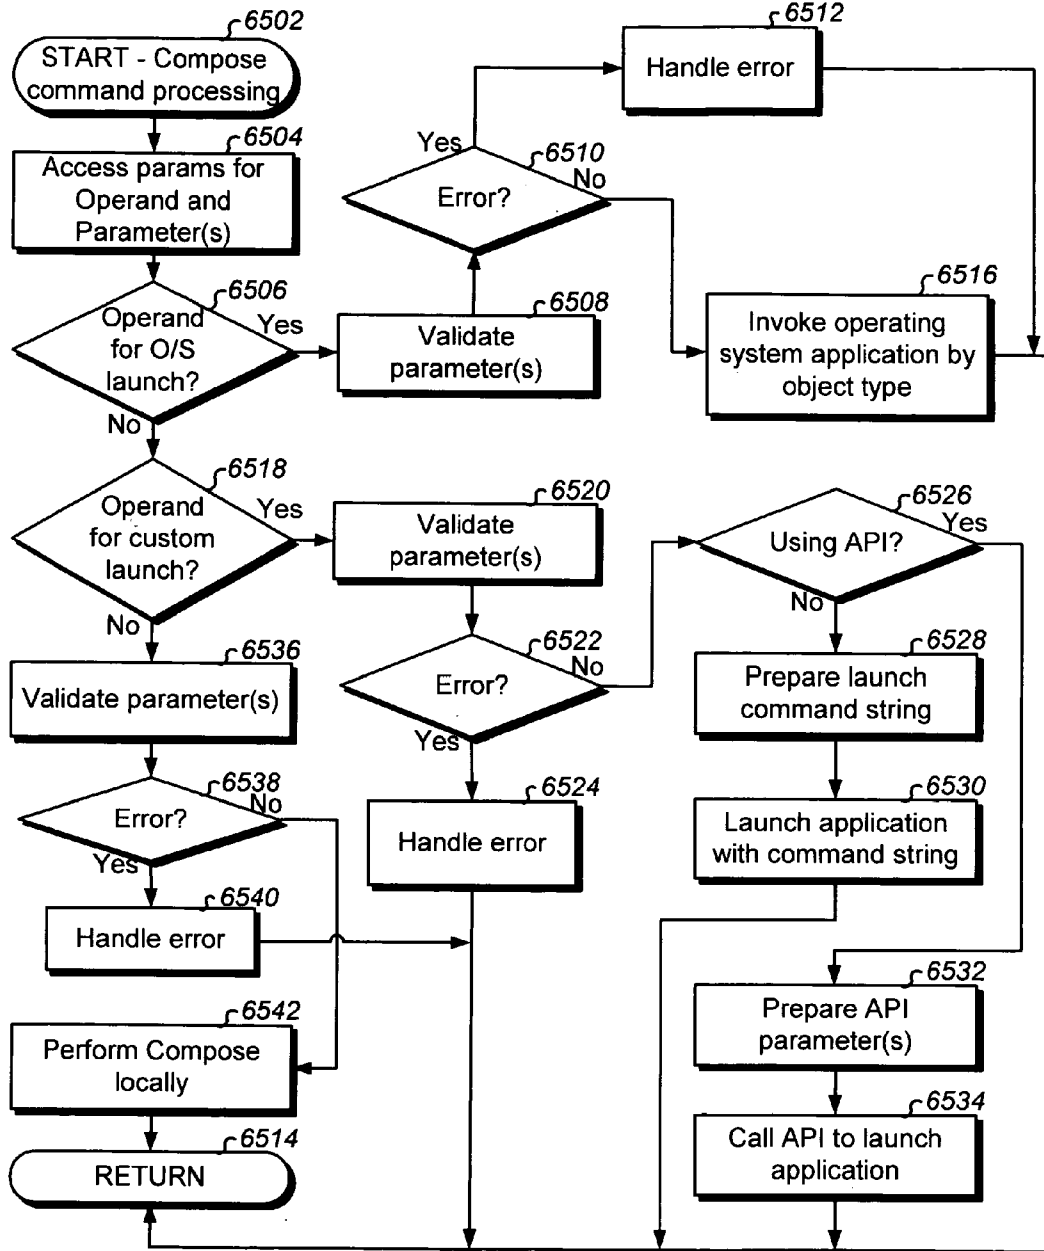 6502
START - Compose
command processing
6504
Access params for
Operand and
Parameter(s)
6506
Operand
for O/S
launch?
Yes
No
6508
Validate
parameter(s)
6510
Error?
Yes
No
6512
Handle error
6516
Invoke operating
system application by
object type
6518
Operand
for custom
launch?
Yes
No
6520
Validate
parameter(s)
6522
Error?
No
Yes
6524
Handle error
6526
Using API?
Yes
No
6528
Prepare launch
command string
6530
Launch application
with command string
6532
Prepare API
parameter(s)
6534
Call API to launch
application
6536
Validate parameter(s)
6538
Error?
No
Yes
6540
Handle error
6542
Perform Compose
locally
6514
RETURN